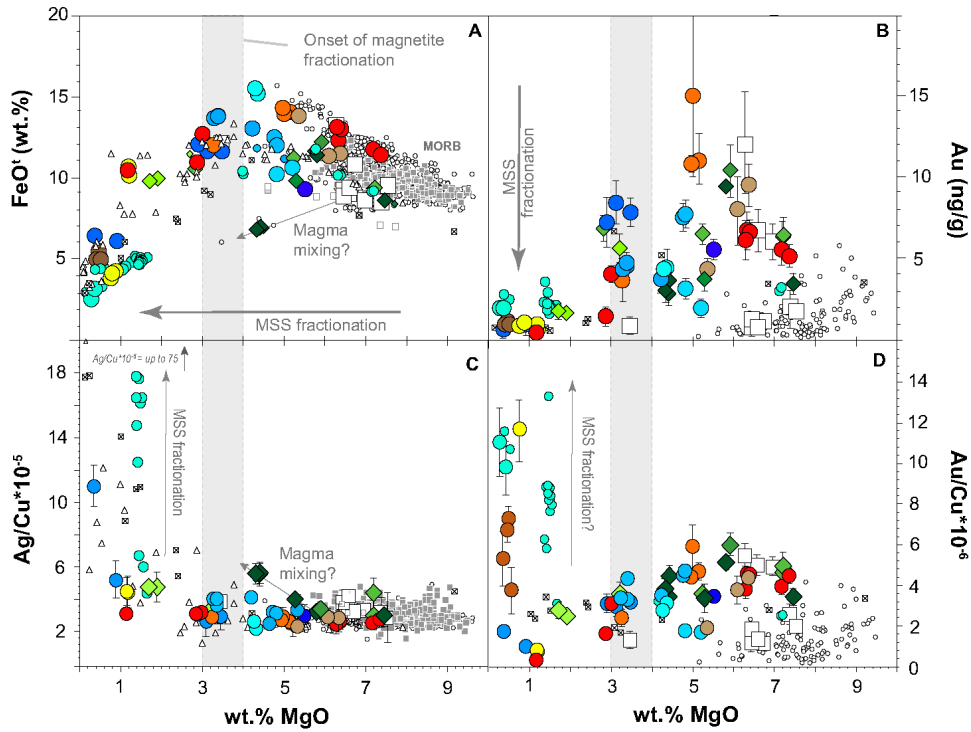 20
15
10
5
FeOᵗ (wt.%)
A
Onset of magnetite
fractionation
MORB
Magma
mixing?
MSS fractionation
B
MSS
fractionation
15
10
5
0
Au (ng/g)
18
14
10
6
2
Ag/Cu*10⁻⁵
Ag/Cu*10⁻⁵ = up to 75
C
MSS fractionation
Magma
mixing?
1
3
5
7
9
wt.% MgO
D
MSS fractionation?
14
12
10
8
6
4
2
0
Au/Cu*10⁻⁶
1
3
5
7
9
wt.% MgO